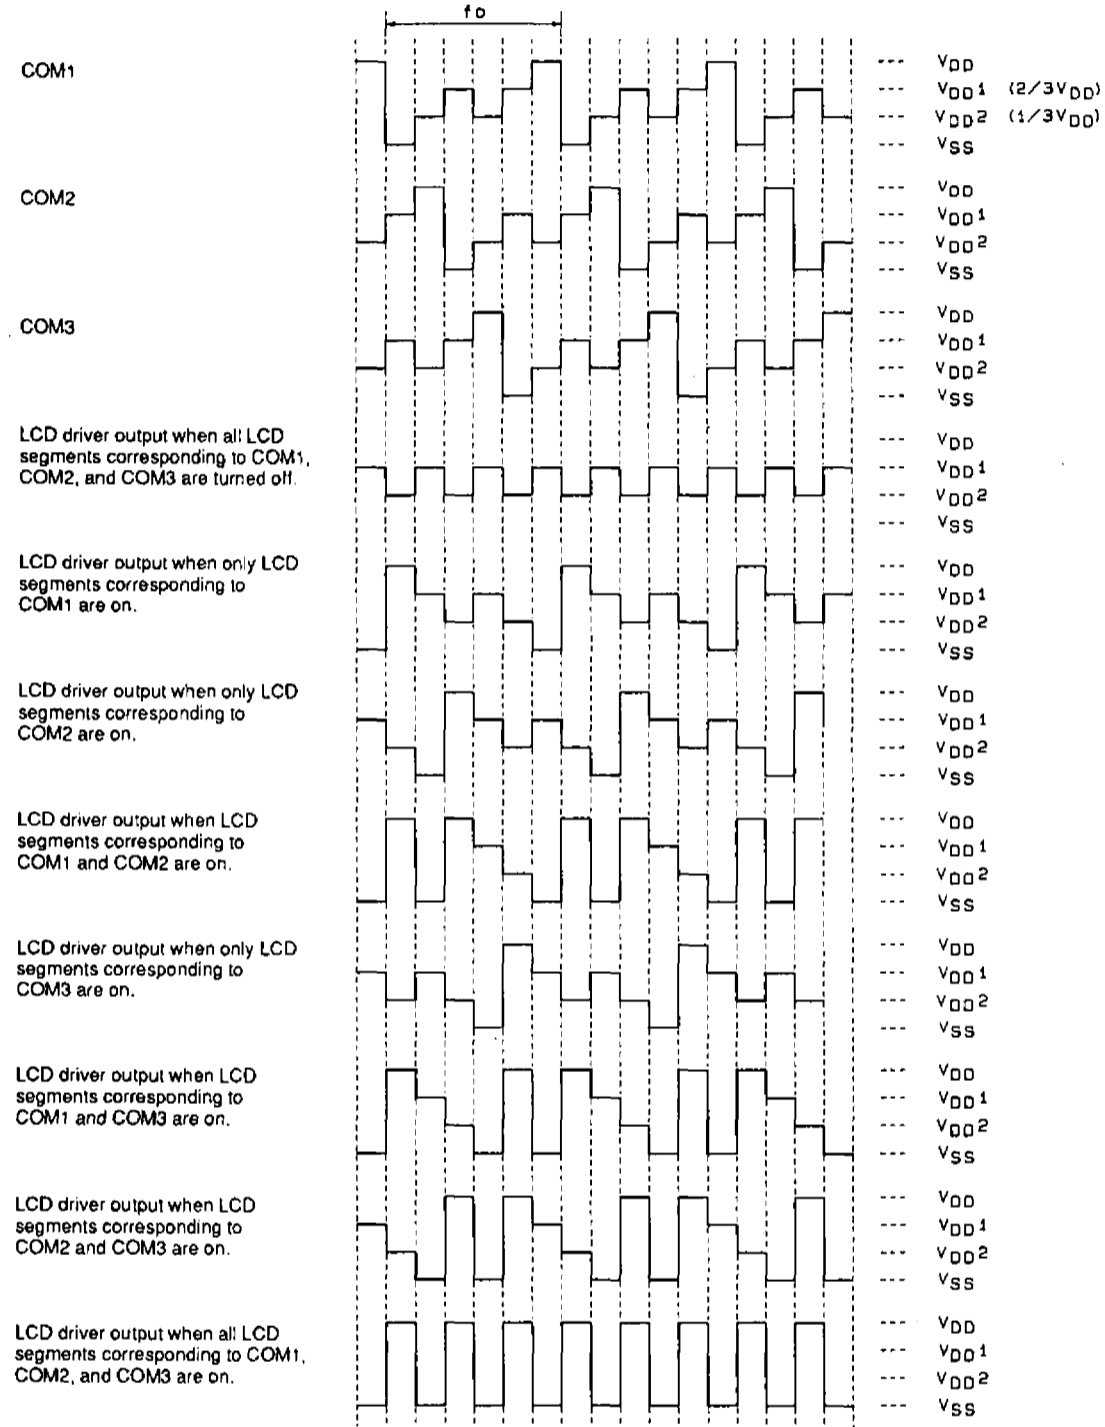 fD
COM1
--- VDD
--- VDD1 (2/3VDD)
--- VDD2 (1/3VDD)
--- VSS
COM2
--- VDD
--- VDD1
--- VDD2
--- VSS
COM3
--- VDD
--- VDD1
--- VDD2
--- VSS
LCD driver output when all LCD
segments corresponding to COM1,
COM2, and COM3 are turned off.
--- VDD
--- VDD1
--- VDD2
--- VSS
LCD driver output when only LCD
segments corresponding to
COM1 are on.
--- VDD
--- VDD1
--- VDD2
--- VSS
LCD driver output when only LCD
segments corresponding to
COM2 are on.
--- VDD
--- VDD1
--- VDD2
--- VSS
LCD driver output when LCD
segments corresponding to
COM1 and COM2 are on.
--- VDD
--- VDD1
--- VDD2
--- VSS
LCD driver output when only LCD
segments corresponding to
COM3 are on.
--- VDD
--- VDD1
--- VDD2
--- VSS
LCD driver output when LCD
segments corresponding to
COM1 and COM3 are on.
--- VDD
--- VDD1
--- VDD2
--- VSS
LCD driver output when LCD
segments corresponding to
COM2 and COM3 are on.
--- VDD
--- VDD1
--- VDD2
--- VSS
LCD driver output when all LCD
segments corresponding to COM1,
COM2, and COM3 are on.
--- VDD
--- VDD1
--- VDD2
--- VSS